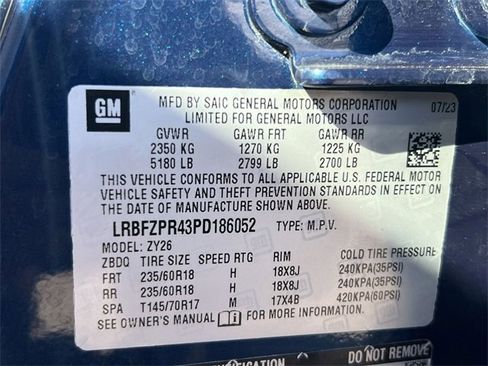 GM
MFD BY SAIC GENERAL MOTORS CORPORATION 07/23
LIMITED FOR GENERAL MOTORS LLC
GVWR GAWR FRT GAWR RR
2350 KG 1270 KG 1225 KG
5180 LB 2799 LB 2700 LB
THIS VEHICLE CONFORMS TO ALL APPLICABLE U.S. FEDERAL MOTOR
VEHICLE SAFETY AND THEFT PREVENTION STANDARDS IN EFFECT ON
THE DATE OF MANUFACTURE SHOWN ABOVE.
LRBFZPR43PD186052 TYPE: M.P.V.
MODEL: ZY26
ZBDQ TIRE SIZE SPEED RTG RIM COLD TIRE PRESSURE
FRT 235/60R18 H 18X8J 240KPA(35PSI)
RR 235/60R18 H 18X8J 240KPA(35PSI)
SPA T145/70R17 M 17X4B 420KPA(60PSI)
SEE OWNER'S MANUAL FOR MORE INFORMATION.
DO NOT REMOVE